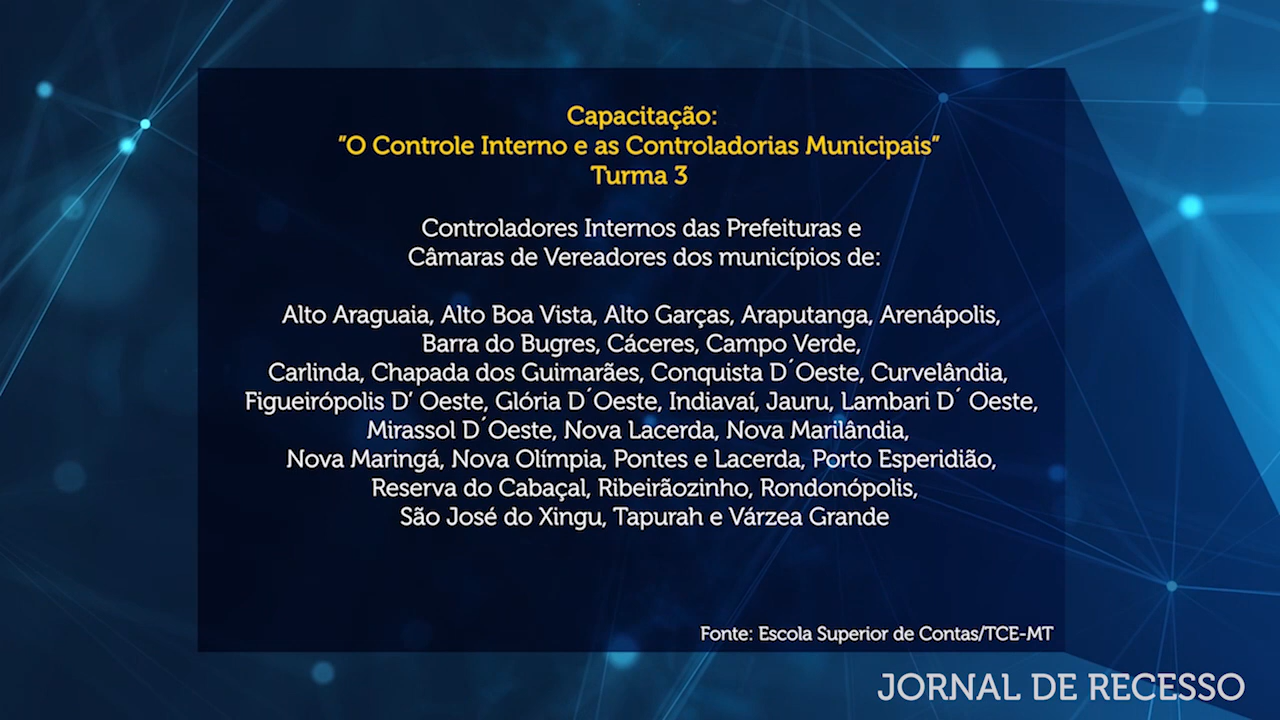 Capacitação:
"O Controle Interno e as Controladorias Municipais"
Turma 3
Controladores Internos das Prefeituras e
Câmaras de Vereadores dos municípios de:
Alto Araguaia, Alto Boa Vista, Alto Garças, Araputanga, Arenápolis,
Barra do Bugres, Cáceres, Campo Verde,
Carlinda, Chapada dos Guimarães, Conquista D´Oeste, Curvelândia,
Figueirópolis D’ Oeste, Glória D´Oeste, Indiavaí, Jauru, Lambari D´ Oeste,
Mirassol D´Oeste, Nova Lacerda, Nova Marilândia,
Nova Maringá, Nova Olímpia, Pontes e Lacerda, Porto Esperidião,
Reserva do Cabaçal, Ribeirãozinho, Rondonópolis,
São José do Xingu, Tapurah e Várzea Grande
Fonte: Escola Superior de Contas/TCE-MT
JORNAL DE RECESSO